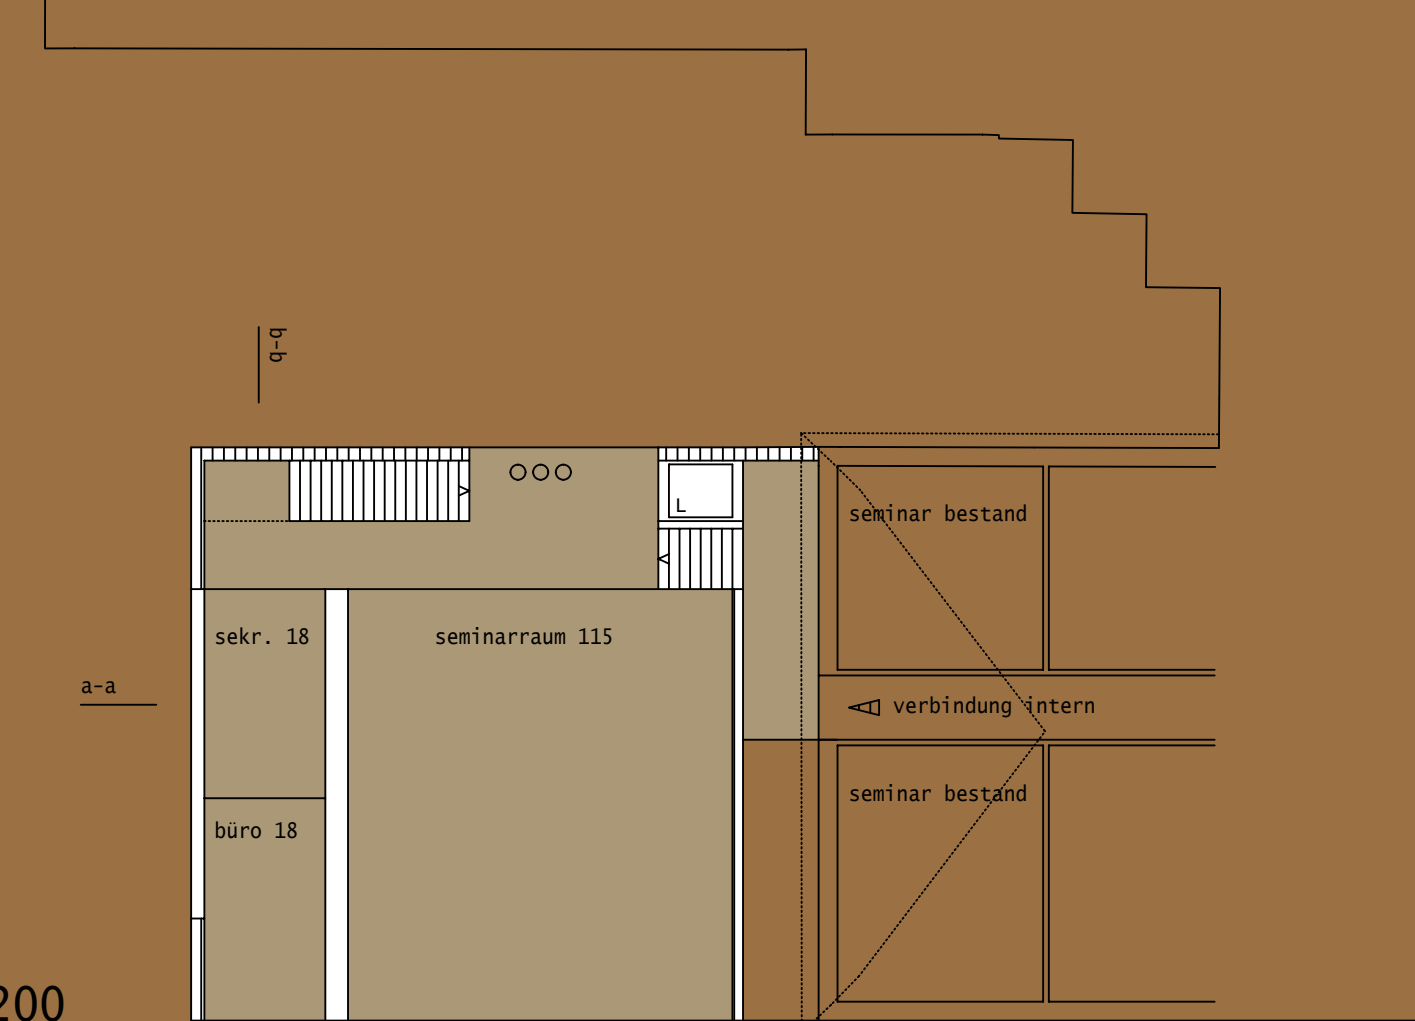 b-b
L
seminar bestand
sekr. 18
seminarraum 115
a-a
verbindung intern
seminar bestand
büro 18
200